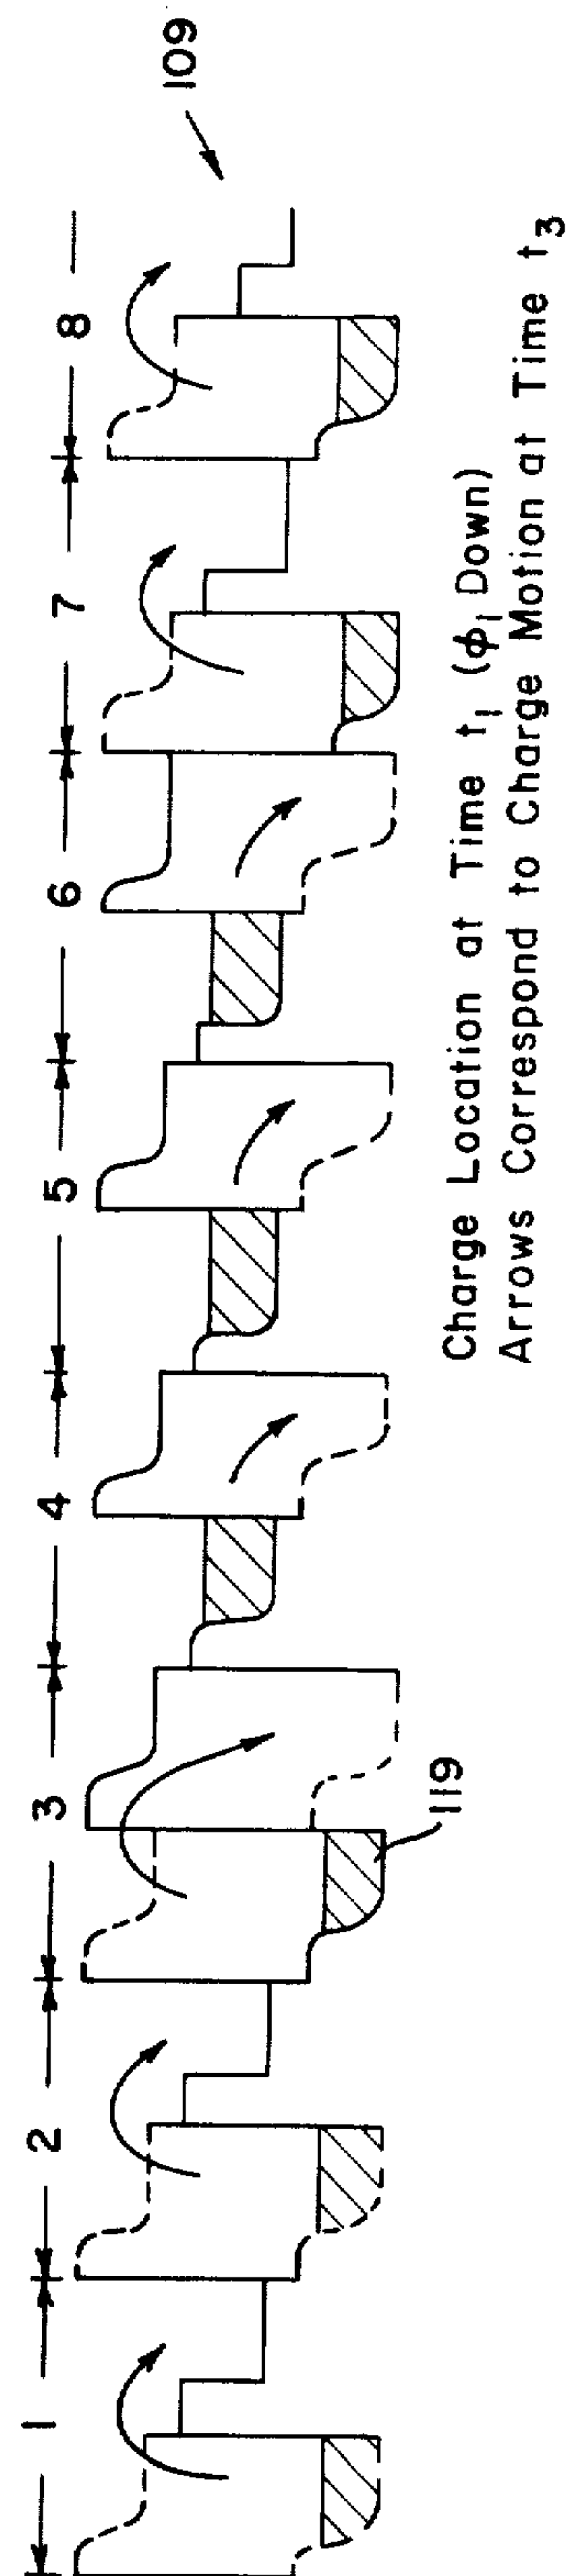 1 2 3 4 5 6 7 8
109
119
Charge Location at Time t₁ (ϕ₁ Down)
Arrows Correspond to Charge Motion at Time t₃